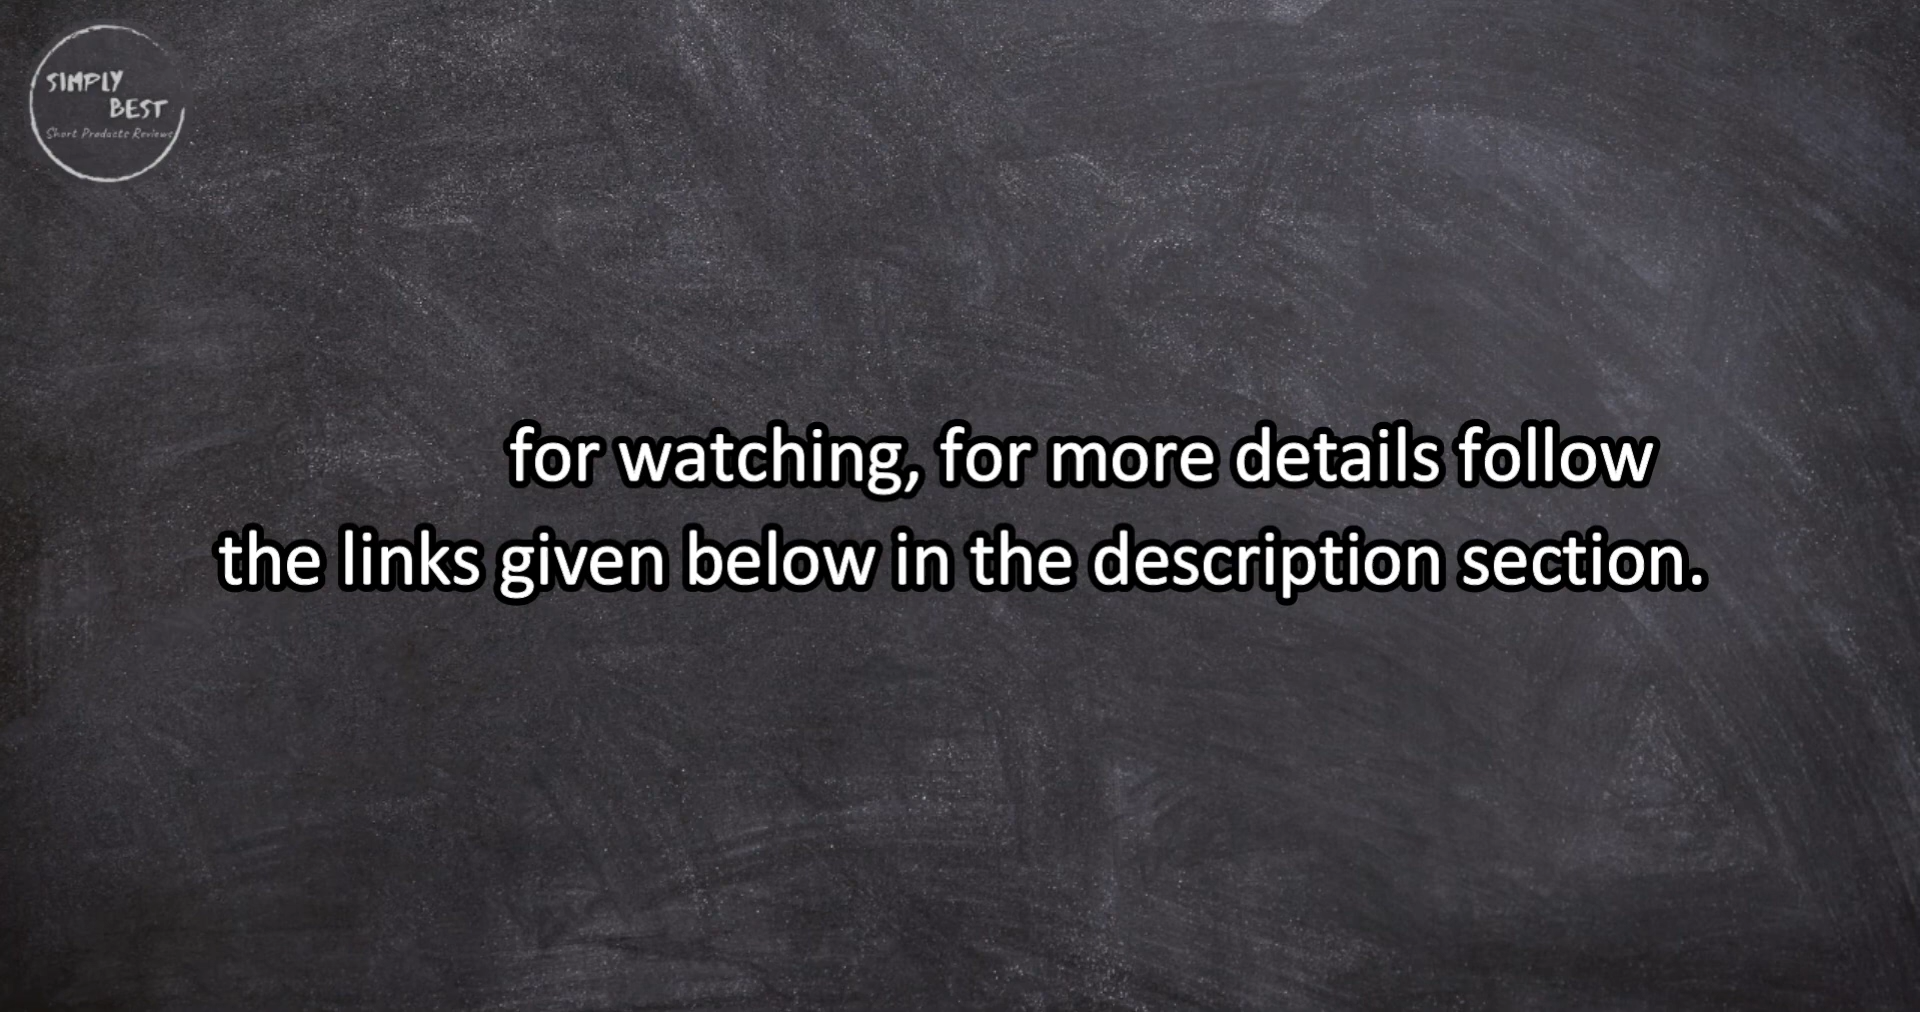 SIMPLY
BEST
Short Products Reviews
for watching, for more details follow
the links given below in the description section.